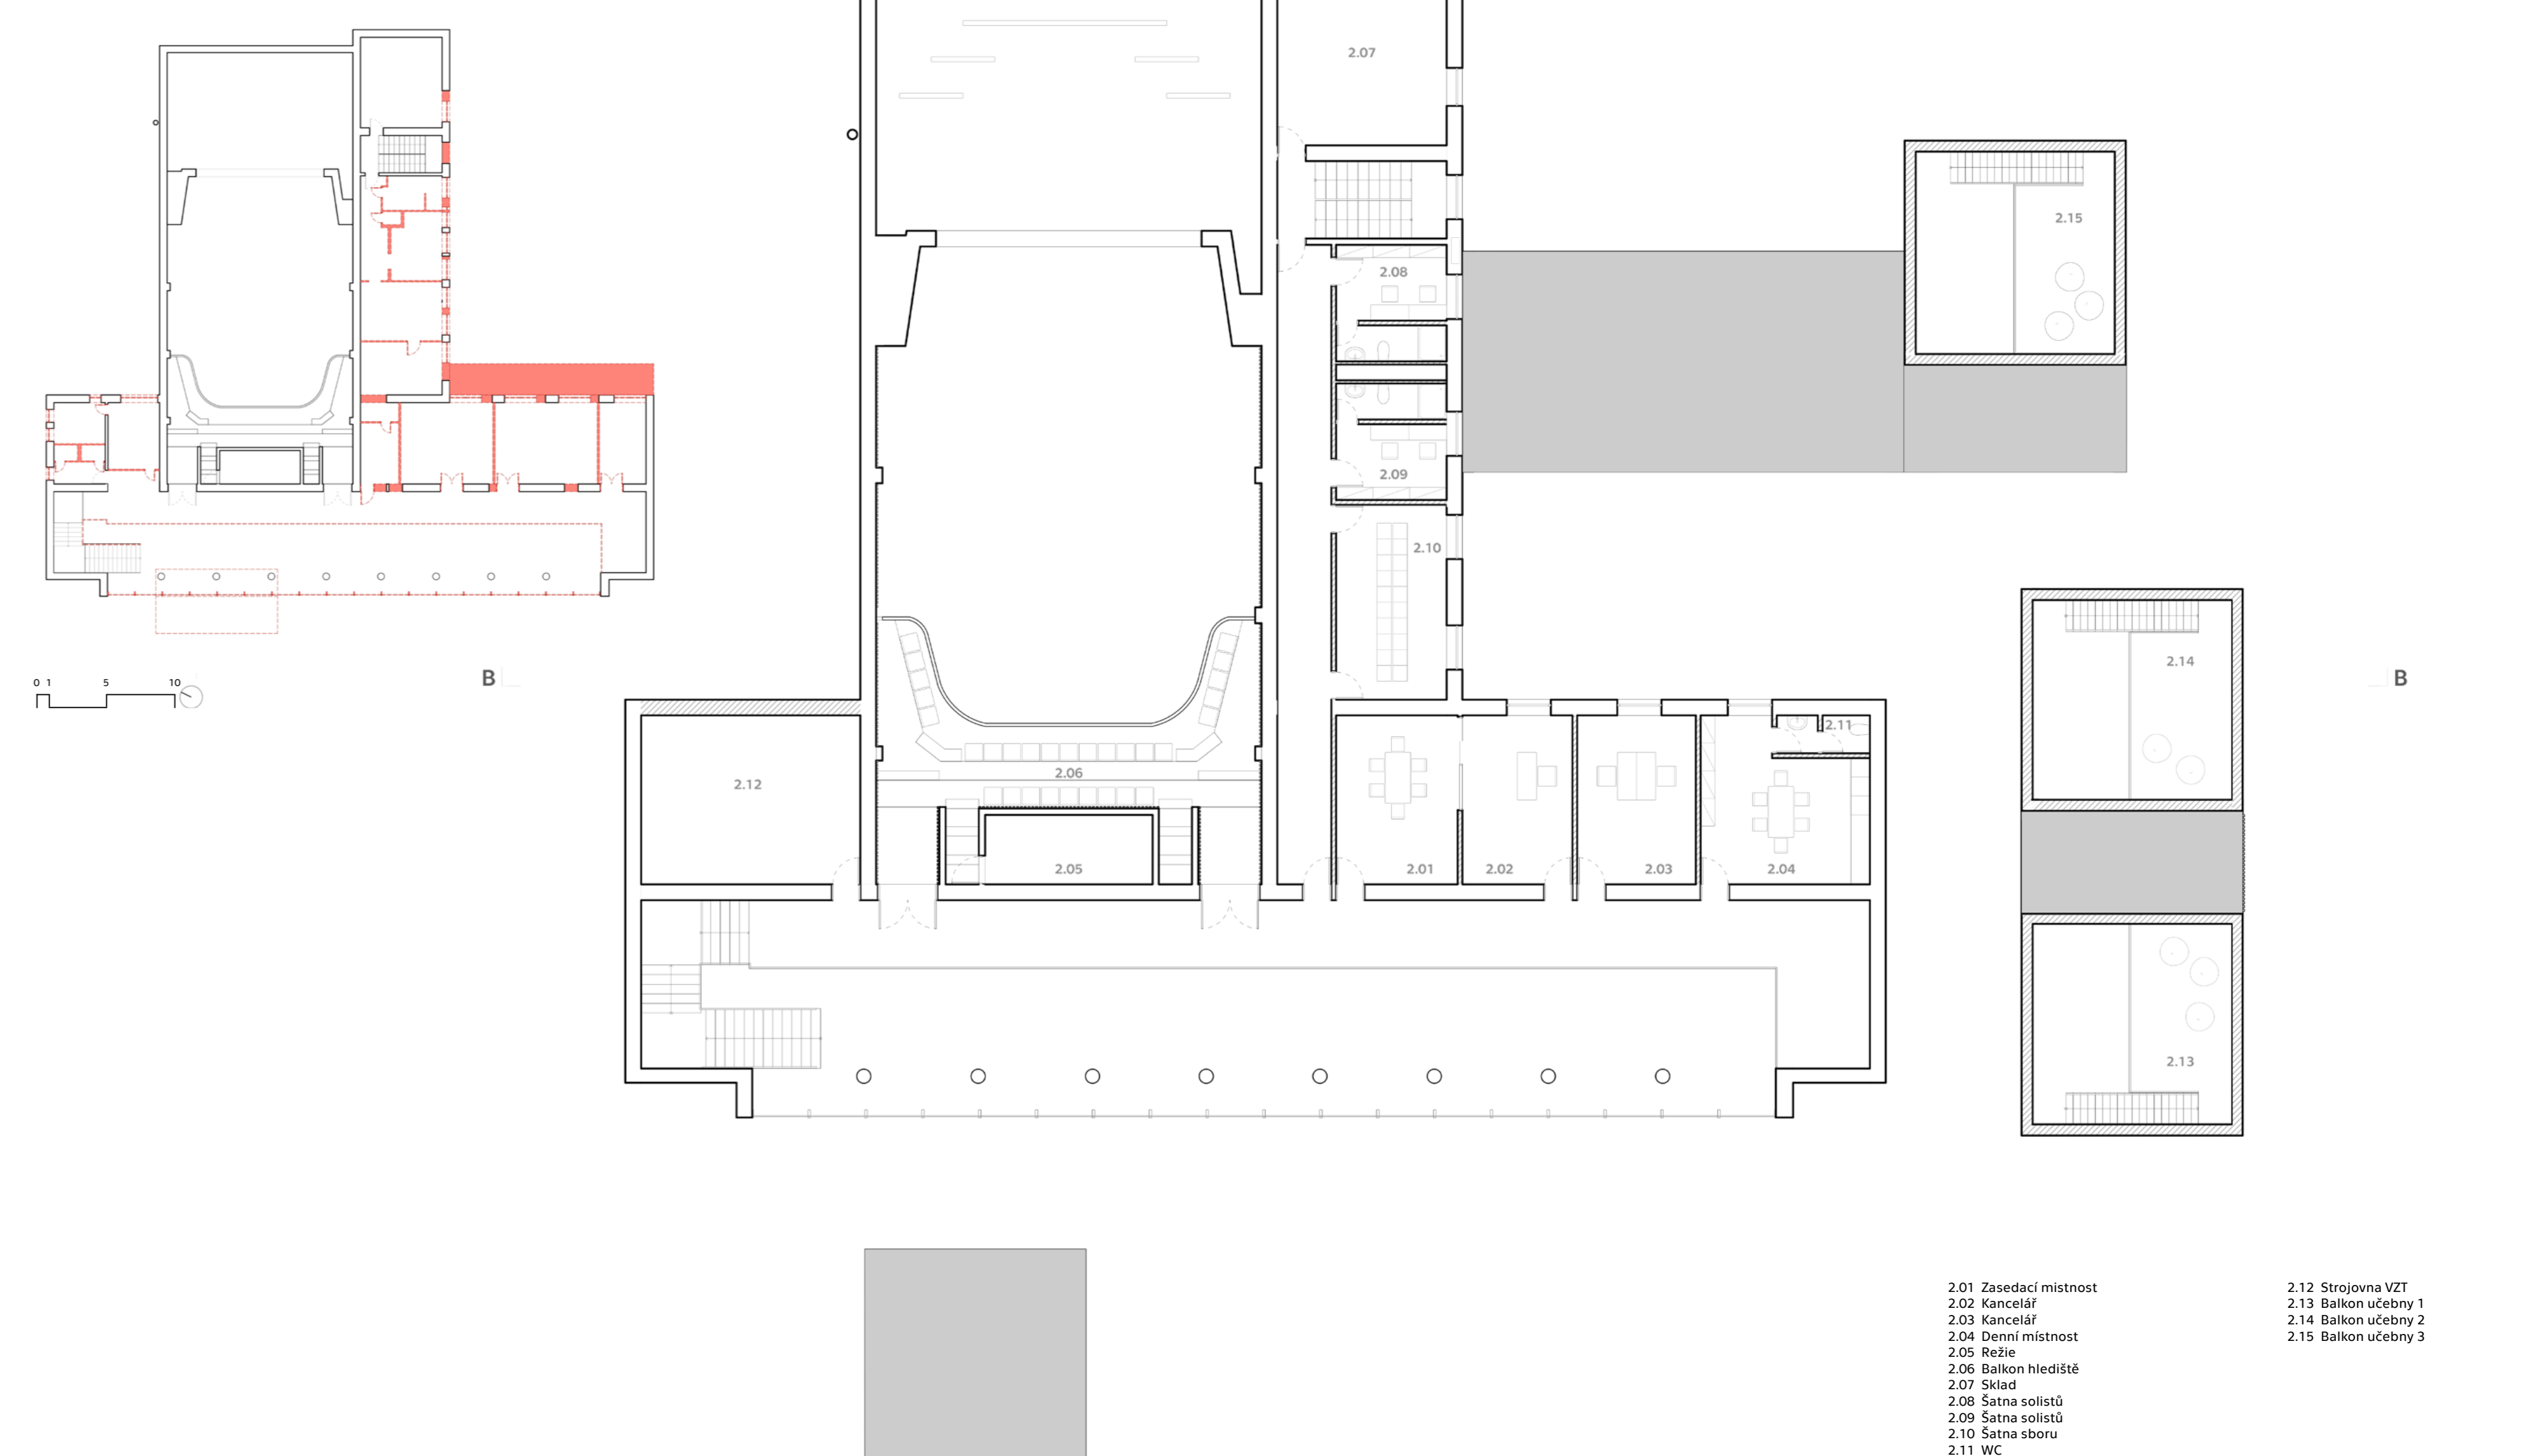 2.07
2.15
2.08
2.09
2.10
2.14
B
B
0 1 5 10
2.11
2.12
2.06
2.05
2.01
2.02
2.03
2.04
2.13
2.01 Zasedací mistnost
2.02 Kancelář
2.03 Kancelář
2.04 Denní místnost
2.05 Režie
2.06 Balkon hlediště
2.07 Sklad
2.08 Šatna solistů
2.09 Šatna solistů
2.10 Šatna sboru
2.11 WC
2.12 Strojovna VZT
2.13 Balkon učebny 1
2.14 Balkon učebny 2
2.15 Balkon učebny 3